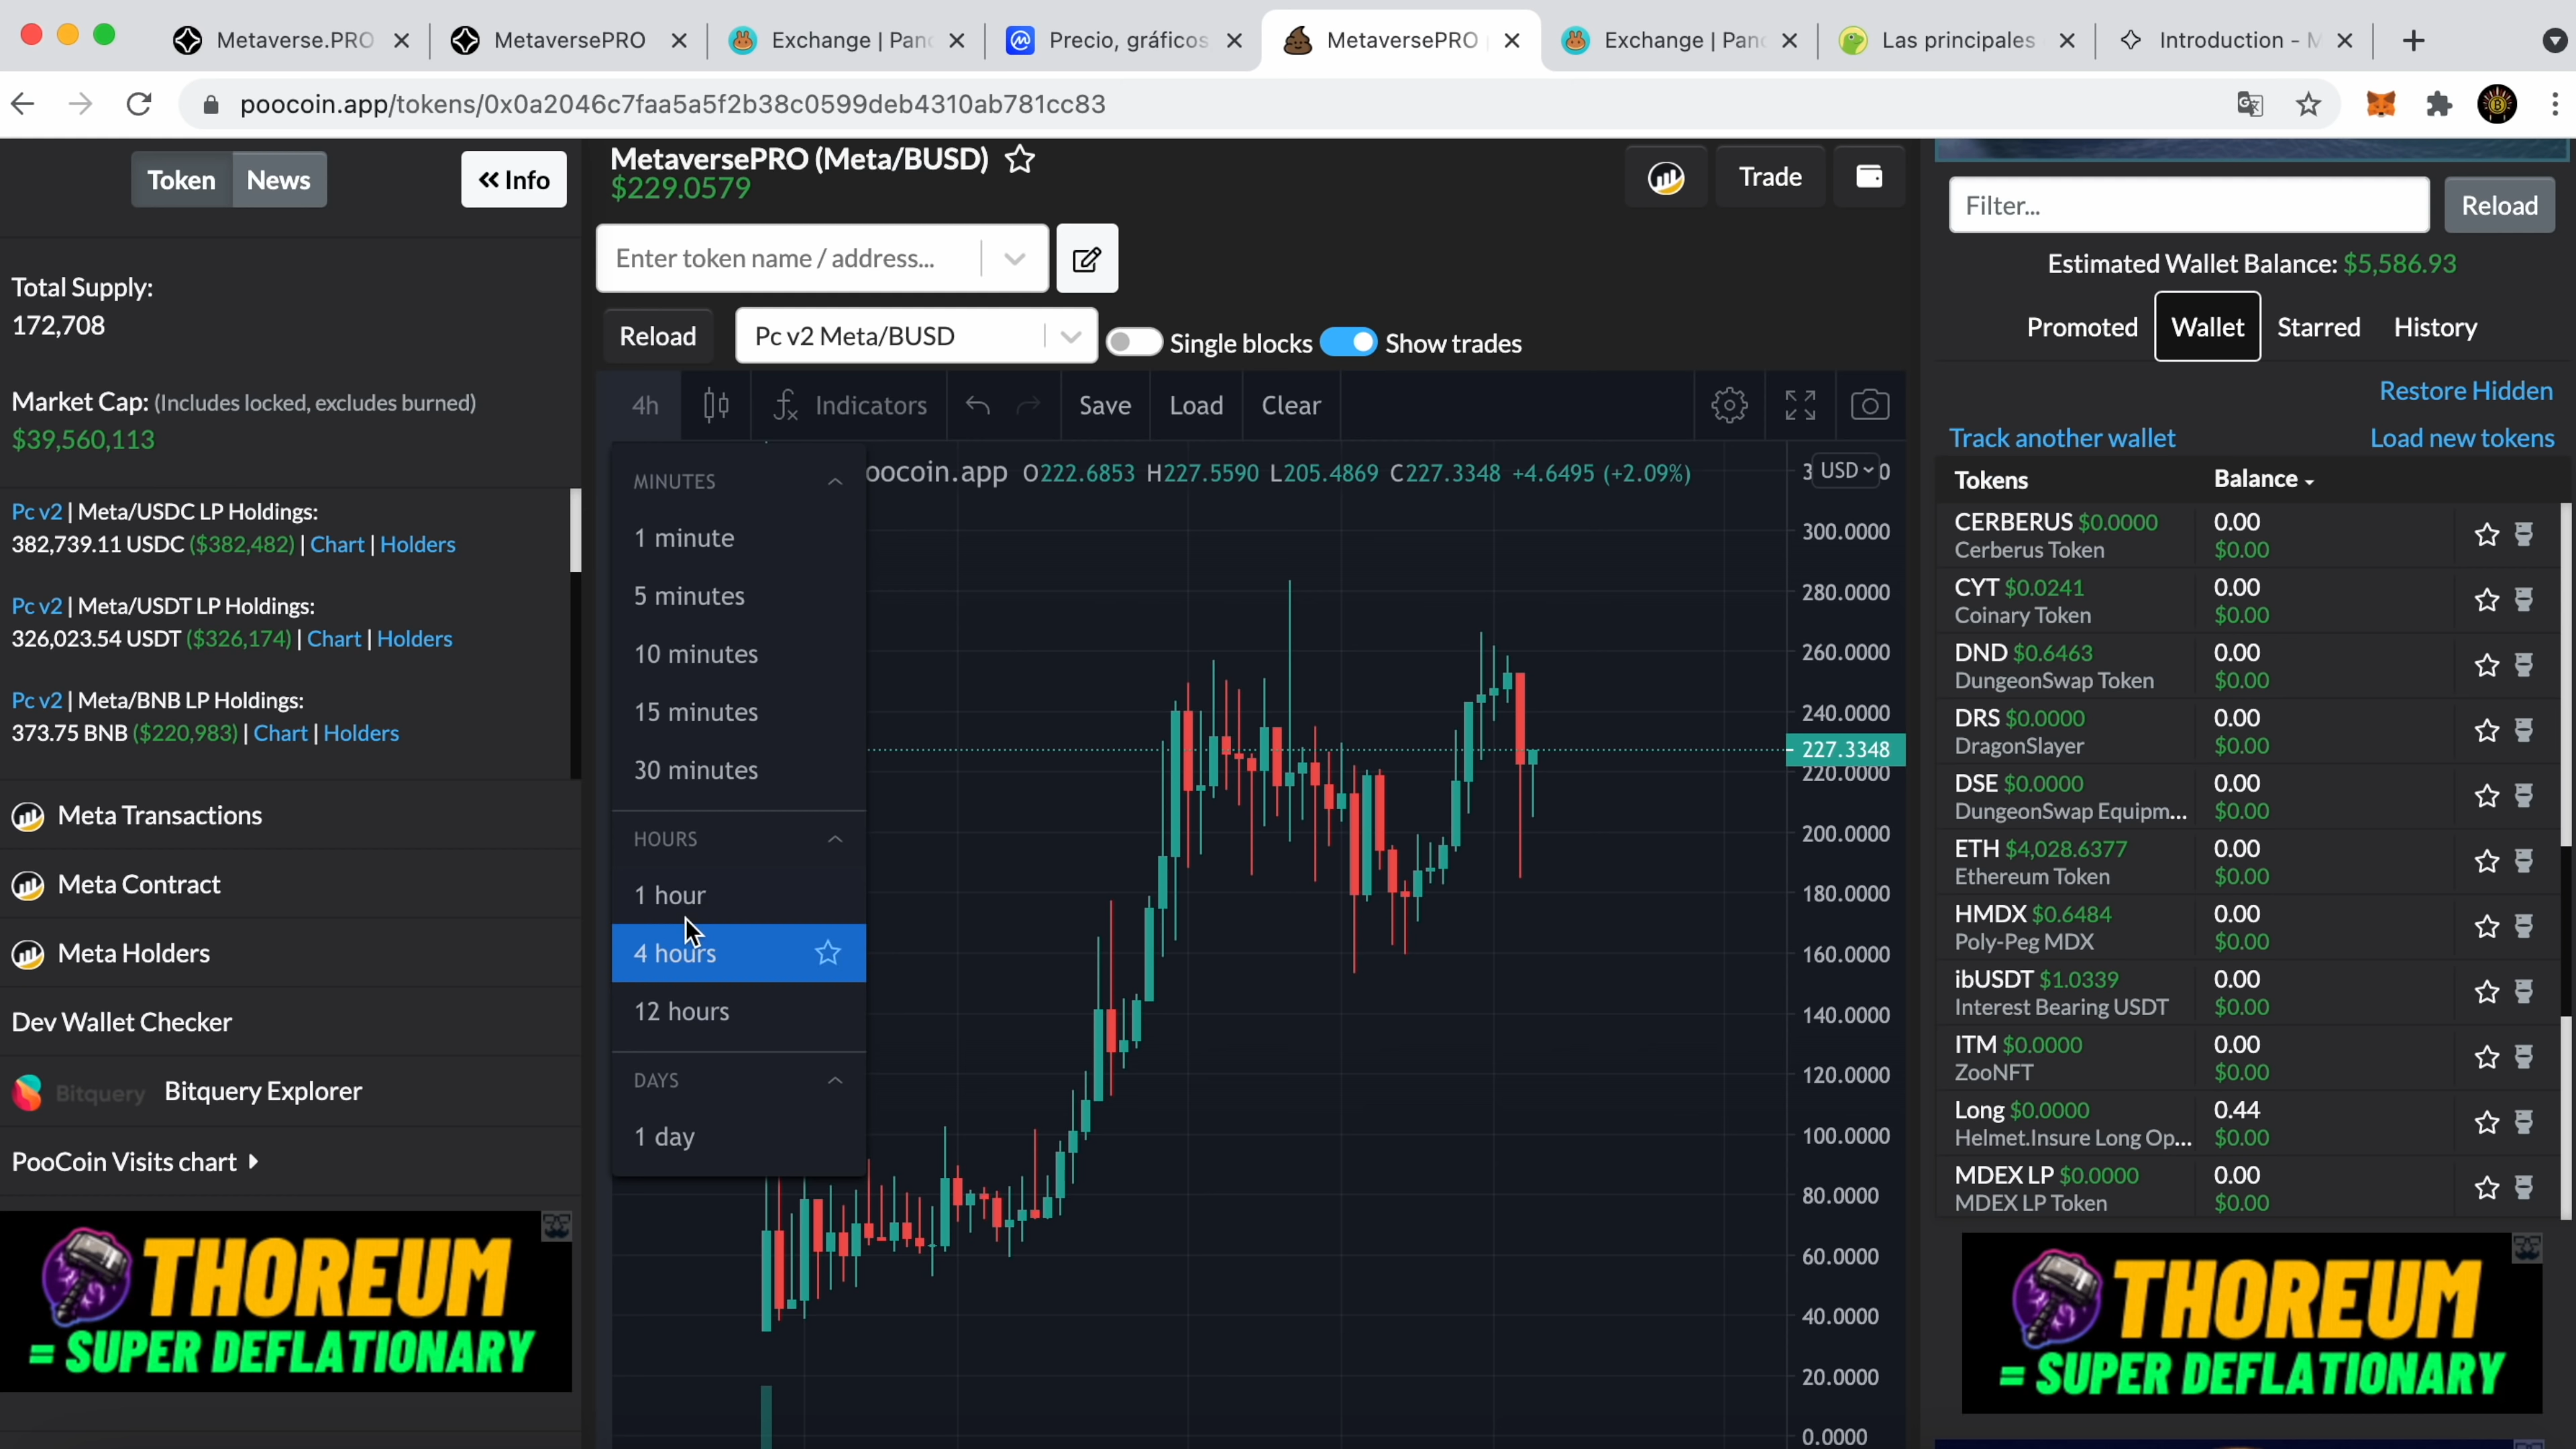 Metaverse.PRO
MetaversePRO
Exchange | Panc
Precio, gráficos
MetaversePRO
Exchange | Panc
Las principales
Introduction - M
poocoin.app/tokens/0x0a2046c7faa5a5f2b38c0599deb4310ab781cc83
Token
News
Info
Total Supply:
172,708
Market Cap: (Includes locked, excludes burned)
$39,560,113
Pc v2 | Meta/USDC LP Holdings:
382,739.11 USDC ($382,482) | Chart | Holders
Pc v2 | Meta/USDT LP Holdings:
326,023.54 USDT ($326,174) | Chart | Holders
Pc v2 | Meta/BNB LP Holdings:
373.75 BNB ($220,983) | Chart | Holders
Meta Transactions
Meta Contract
Meta Holders
Dev Wallet Checker
Bitquery Bitquery Explorer
PooCoin Visits chart
THOREUM
= SUPER DEFLATIONARY
MetaversePRO (Meta/BUSD)
$229.0579
Trade
Enter token name / address...
Reload
Pc v2 Meta/BUSD
Single blocks
Show trades
4h
Indicators
Save
Load
Clear
oocoin.app O222.6853 H227.5590 L205.4869 C227.3348 +4.6495 (+2.09%)
MINUTES
1 minute
5 minutes
10 minutes
15 minutes
30 minutes
HOURS
1 hour
4 hours
12 hours
DAYS
1 day
3 USD 0
300.0000
280.0000
260.0000
240.0000
227.3348
220.0000
200.0000
180.0000
160.0000
140.0000
120.0000
100.0000
80.0000
60.0000
40.0000
20.0000
0.0000
Filter...
Reload
Estimated Wallet Balance: $5,586.93
Promoted
Wallet
Starred
History
Restore Hidden
Track another wallet
Load new tokens
Tokens
Balance
CERBERUS $0.0000 0.00
Cerberus Token $0.00
CYT $0.0241 0.00
Coinary Token $0.00
DND $0.6463 0.00
DungeonSwap Token $0.00
DRS $0.0000 0.00
DragonSlayer $0.00
DSE $0.0000 0.00
DungeonSwap Equipm... $0.00
ETH $4,028.6377 0.00
Ethereum Token $0.00
HMDX $0.6484 0.00
Poly-Peg MDX $0.00
ibUSDT $1.0339 0.00
Interest Bearing USDT $0.00
ITM $0.0000 0.00
ZooNFT $0.00
Long $0.0000 0.44
Helmet.Insure Long Op... $0.00
MDEX LP $0.0000 0.00
MDEX LP Token $0.00
THOREUM
= SUPER DEFLATIONARY